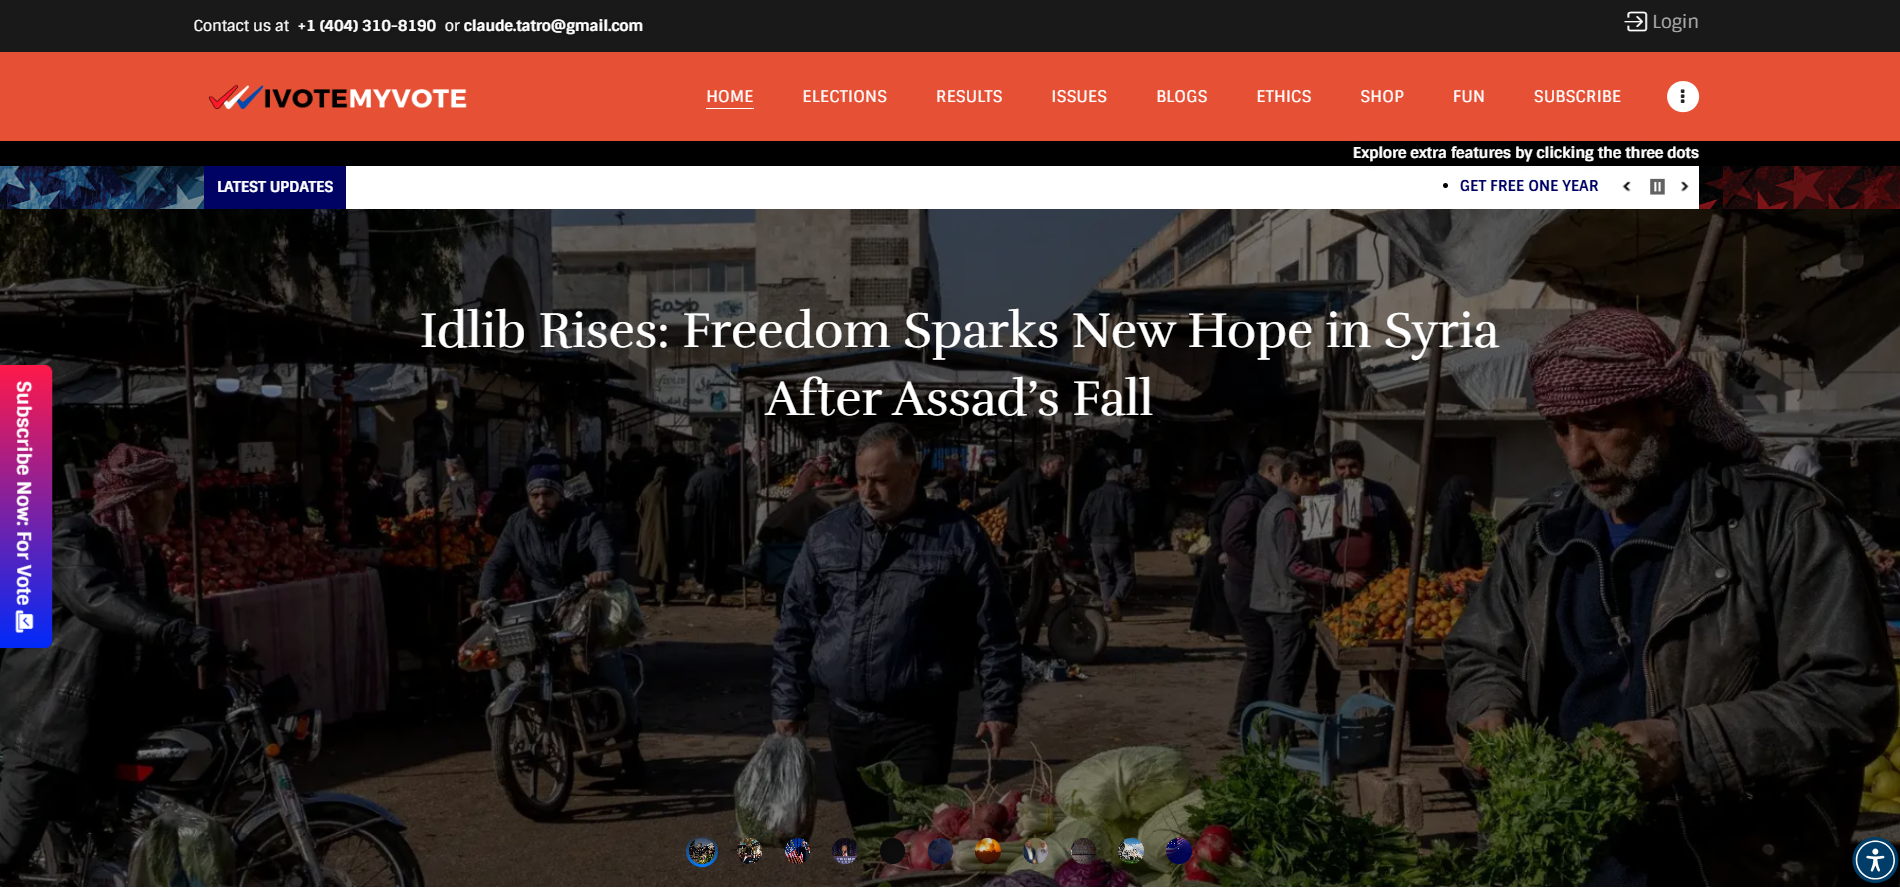 Contact us at +1 (404) 310-8190 or claude.tatro@gmail.com
Login
IVOTEMYVOTE
HOME ELECTIONS RESULTS ISSUES BLOGS ETHICS SHOP FUN SUBSCRIBE
Explore extra features by clicking the three dots
LATEST UPDATES
• GET FREE ONE YEAR
Idlib Rises: Freedom Sparks New Hope in Syria
After Assad’s Fall
Subscribe Now: For Vote